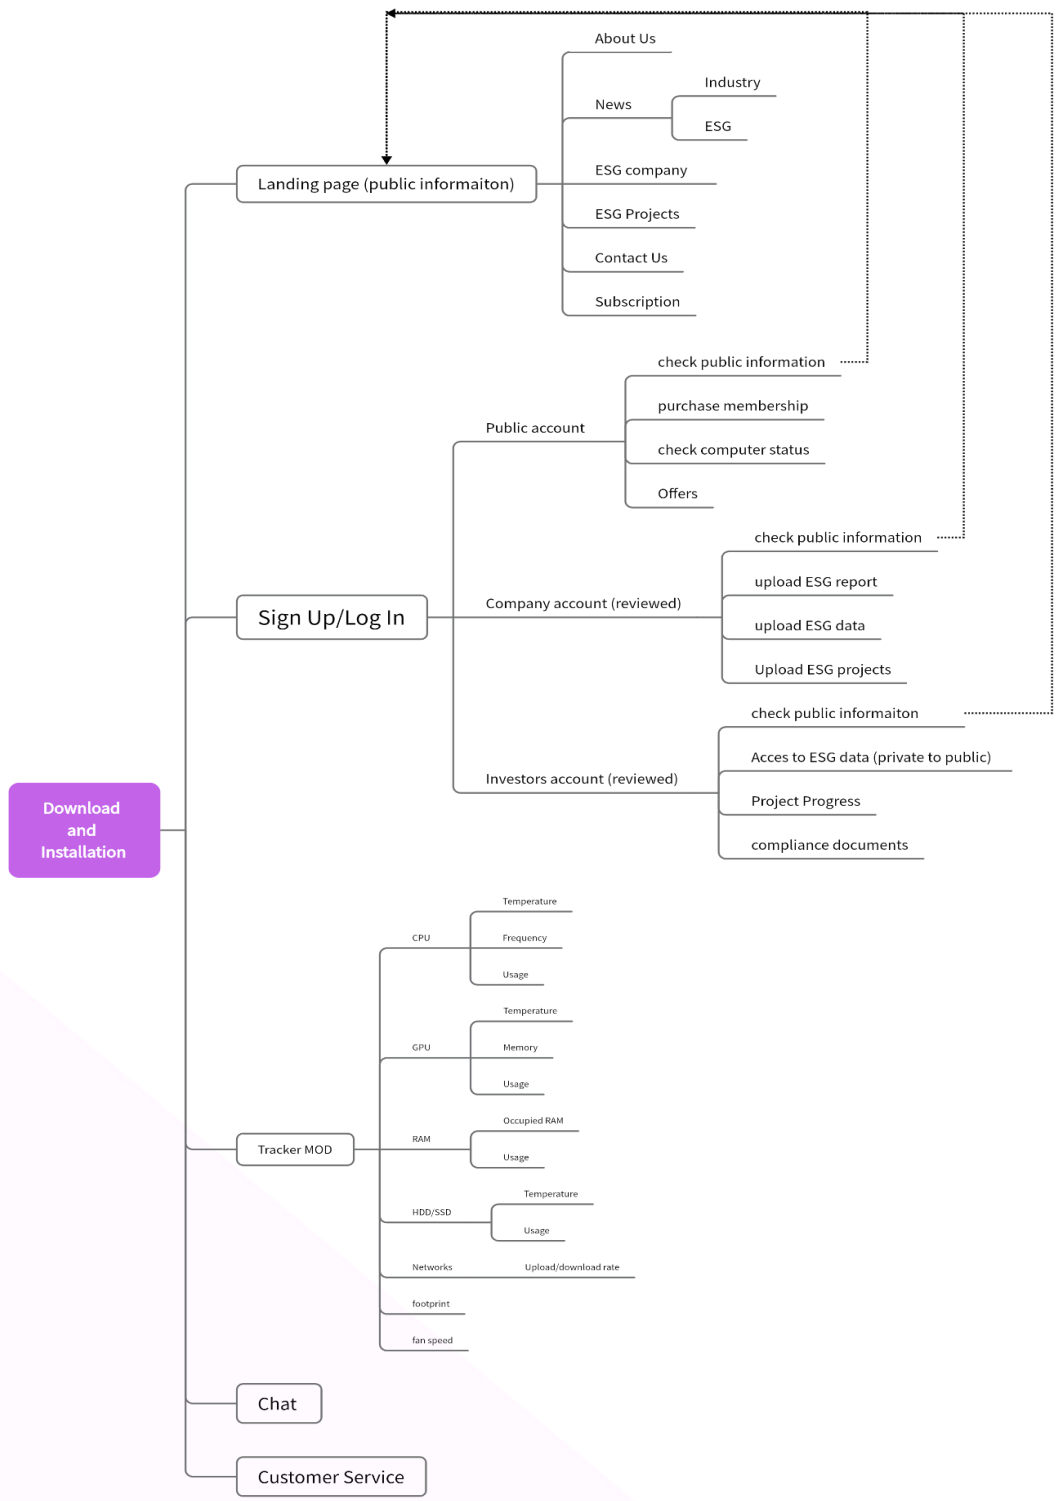 About Us
Industry
News
ESG
Landing page (public informaiton)
ESG company
ESG Projects
Contact Us
Subscription
check public information
purchase membership
Public account
check computer status
Offers
check public information
upload ESG report
Company account (reviewed)
Sign Up/Log In
upload ESG data
Upload ESG projects
check public informaiton
Acces to ESG data (private to public)
Investors account (reviewed)
Project Progress
compliance documents
Download
and
Installation
Temperature
CPU
Frequency
Usage
Temperature
GPU
Memory
Usage
Occupied RAM
RAM
Tracker MOD
Usage
Temperature
HDD/SSD
Usage
Networks
Upload/download rate
footprint
fan speed
Chat
Customer Service